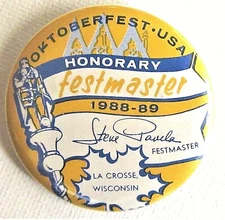 OKTOBERFEST·USA
HONORARY
festmaster
1988-89
Steve Pavela
FESTMASTER
LA CROSSE,
WISCONSIN